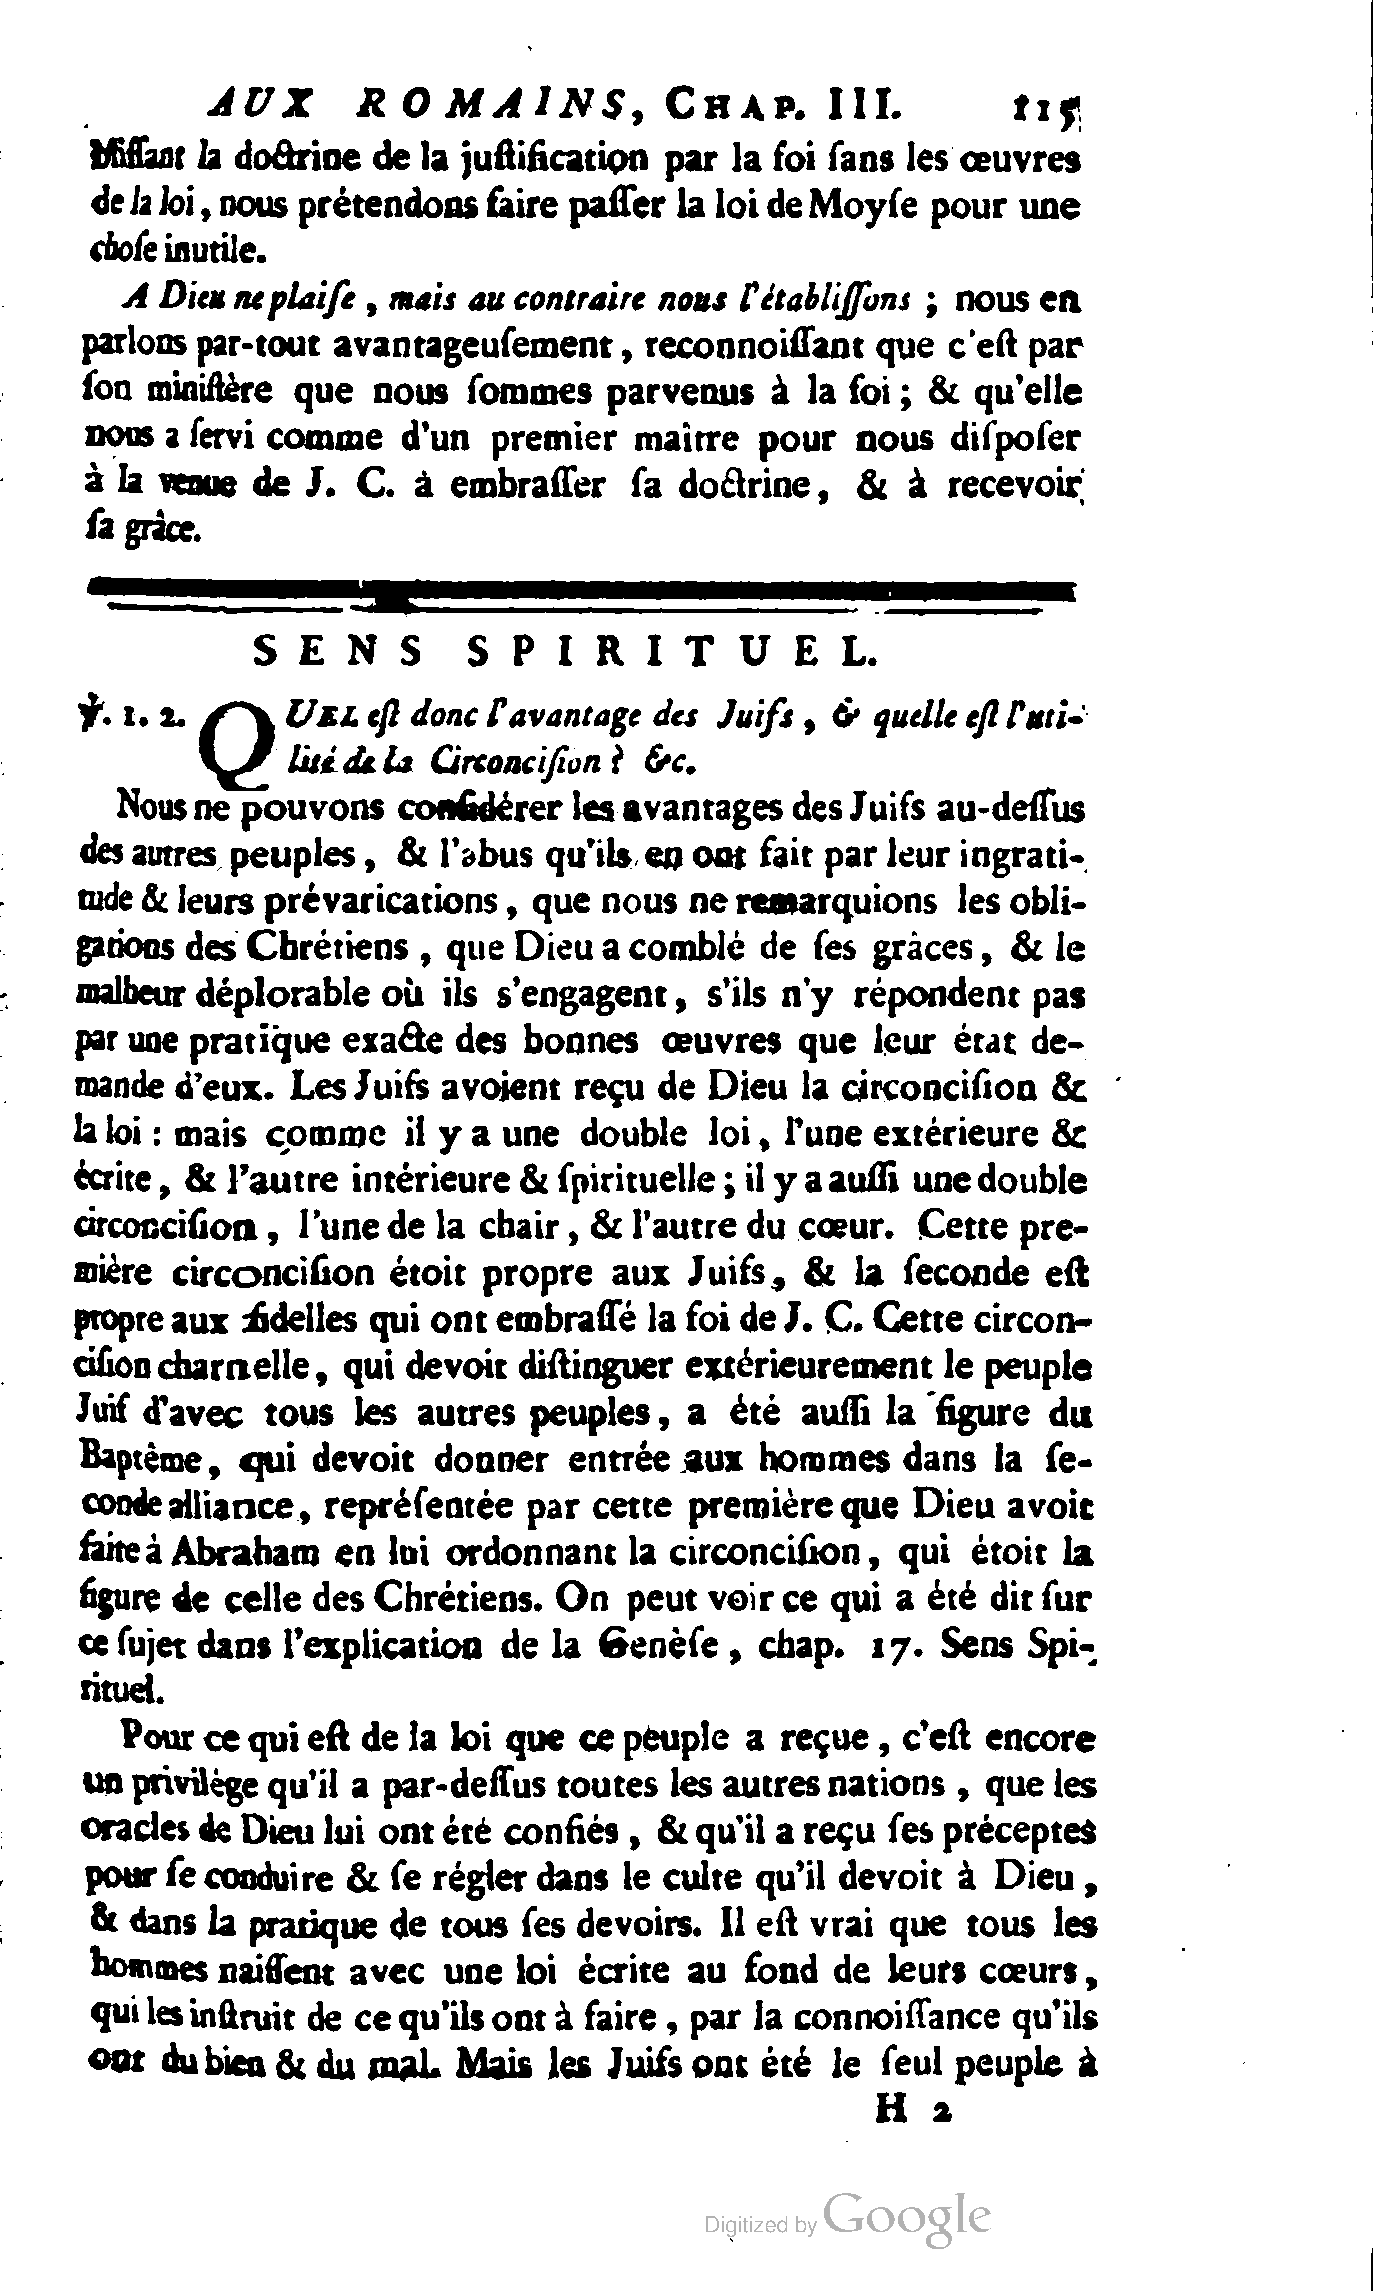 AUX ROMAINS, CHAP. III. 115
bliſſant la doctrine de la juſtification par la foi ſans les œuvres
de la loi, nous prétendons faire paſſer la loi de Moyſe pour une
choſe inutile.
A Dieu ne plaiſe, mais au contraire nous l'établiſſons ; nous en
parlons par-tout avantageuſement, reconnoiſſant que c'eſt par
ſon miniſtère que nous ſommes parvenus à la foi ; & qu'elle
nous a ſervi comme d'un premier maître pour nous diſpoſer
à la venue de J. C. à embraſſer ſa doctrine, & à recevoir
ſa grâce.
SENS SPIRITUEL.
℣. 1. 2. QUEL eſt donc l'avantage des Juifs, & quelle eſt l'uti-
lité de la Circonciſion ? &c.
Nous ne pouvons conſidérer les avantages des Juifs au-deſſus
des autres peuples, & l'abus qu'ils en ont fait par leur ingrati-
tude & leurs prévarications, que nous ne remarquions les obli-
gations des Chrétiens, que Dieu a comblé de ſes grâces, & le
malheur déplorable où ils s'engagent, s'ils n'y répondent pas
par une pratique exacte des bonnes œuvres que leur état de-
mande d'eux. Les Juifs avoient reçu de Dieu la circonciſion &
la loi : mais comme il y a une double loi, l'une extérieure &
écrite, & l'autre intérieure & ſpirituelle ; il y a auſſi une double
circonciſion, l'une de la chair, & l'autre du cœur. Cette pre-
mière circonciſion étoit propre aux Juifs, & la ſeconde eſt
propre aux fidelles qui ont embraſſé la foi de J. C. Cette circon-
ciſion charnelle, qui devoit diſtinguer extérieurement le peuple
Juif d'avec tous les autres peuples, a été auſſi la figure du
Baptême, qui devoit donner entrée aux hommes dans la ſe-
conde alliance, repréſentée par cette première que Dieu avoit
faite à Abraham en lui ordonnant la circonciſion, qui étoit la
figure de celle des Chrétiens. On peut voir ce qui a été dit ſur
ce ſujet dans l'explication de la Genèſe, chap. 17. Sens Spi-
rituel.
Pour ce qui eſt de la loi que ce peuple a reçue, c'eſt encore
un privilège qu'il a par-deſſus toutes les autres nations, que les
oracles de Dieu lui ont été confiés, & qu'il a reçu ſes préceptes
pour ſe conduire & ſe régler dans le culte qu'il devoit à Dieu,
& dans la pratique de tous ſes devoirs. Il eſt vrai que tous les
hommes naiſſent avec une loi écrite au fond de leurs cœurs,
qui les inſtruit de ce qu'ils ont à faire, par la connoiſſance qu'ils
ont du bien & du mal. Mais les Juifs ont été le ſeul peuple à
H 2
Digitized by Google